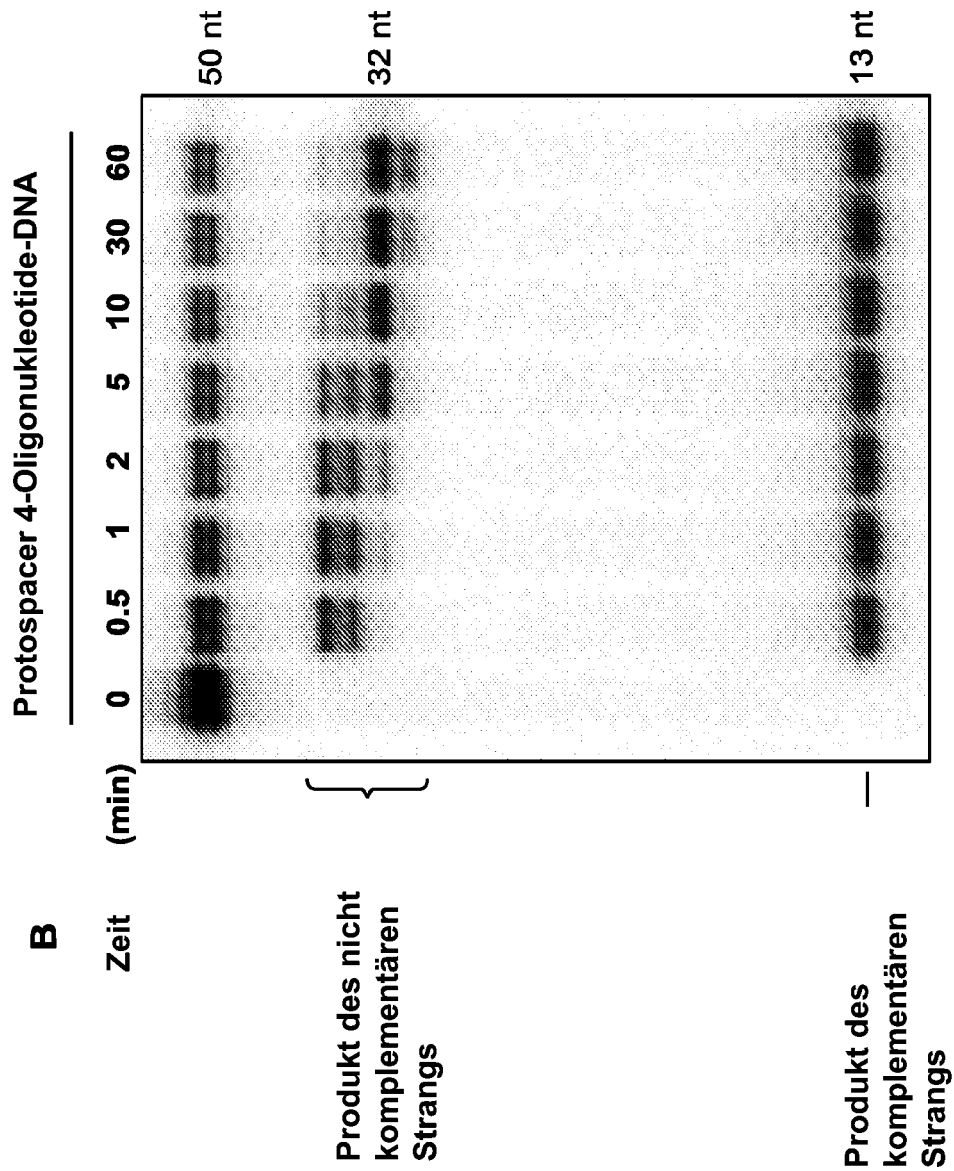 B
Protospacer 4-Oligonukleotide-DNA
Zeit (min) 0 0.5 1 2 5 10 30 60
50 nt
Produkt des nicht
komplementären
Strangs
32 nt
Produkt des
komplementären
Strangs
13 nt